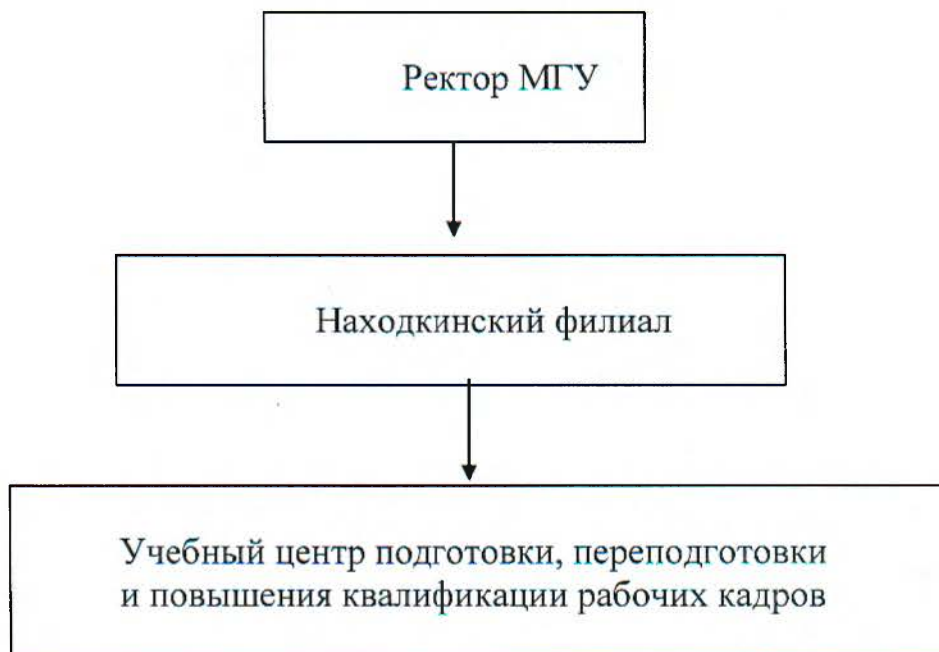 Ректор МГУ
Находкинский филиал
Учебный центр подготовки, переподготовки
и повышения квалификации рабочих кадров